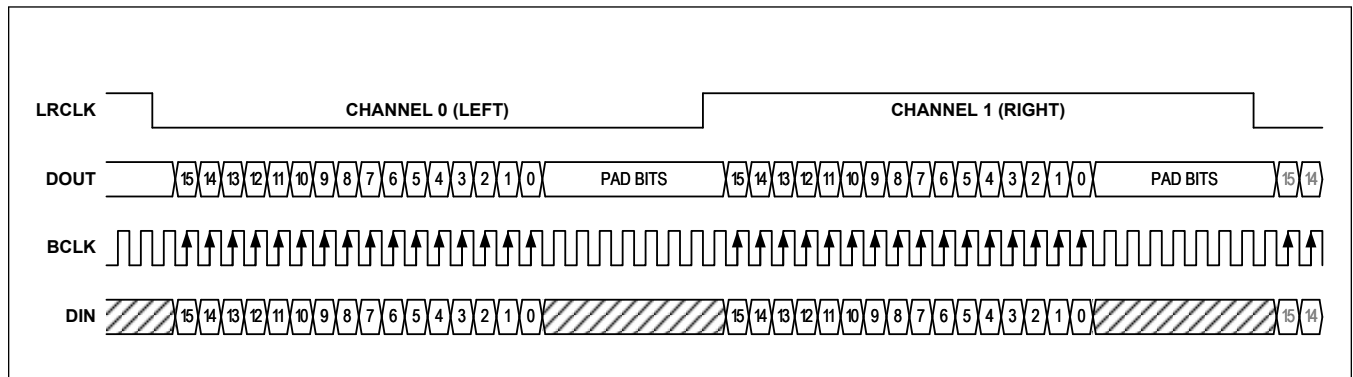 LRCLK CHANNEL 0 (LEFT) CHANNEL 1 (RIGHT)
DOUT 15 14 13 12 11 10 9 8 7 6 5 4 3 2 1 0 PAD BITS 15 14 13 12 11 10 9 8 7 6 5 4 3 2 1 0 PAD BITS 15 14
BCLK
DIN 15 14 13 12 11 10 9 8 7 6 5 4 3 2 1 0 15 14 13 12 11 10 9 8 7 6 5 4 3 2 1 0 15 14